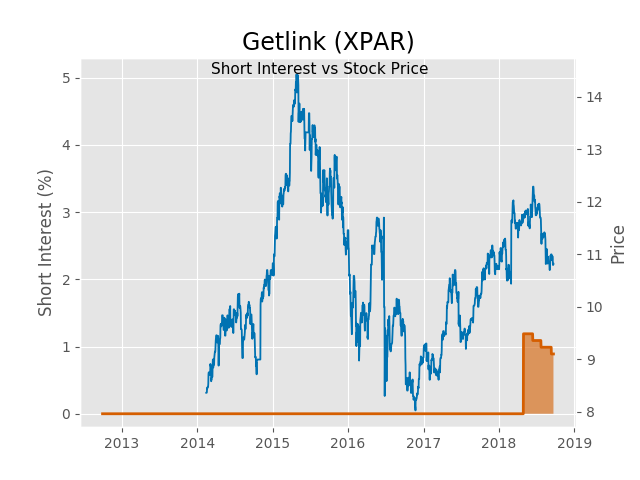 Getlink (XPAR)
Short Interest vs Stock Price
Short Interest (%)
5
4
3
2
1
0
14
13
12
11
10
9
8
Price
2013 2014 2015 2016 2017 2018 2019